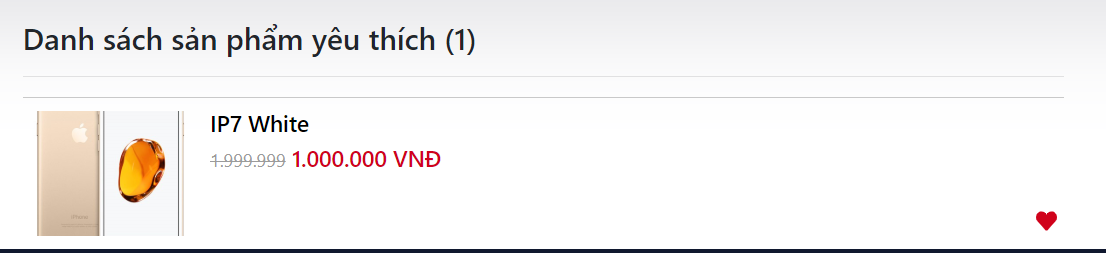 Danh sách sản phẩm yêu thích (1)
IP7 White
1.999.999 1.000.000 VNĐ